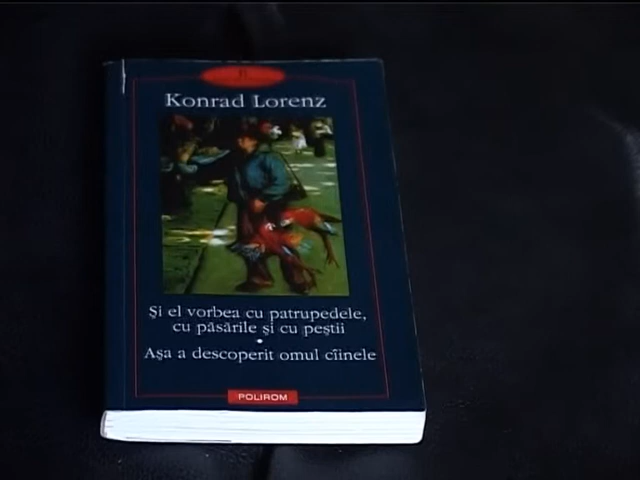 Konrad Lorenz
Şi el vorbea cu patrupedele,
cu păsările şi cu peştii
•
Aşa a descoperit omul cîinele
POLIROM